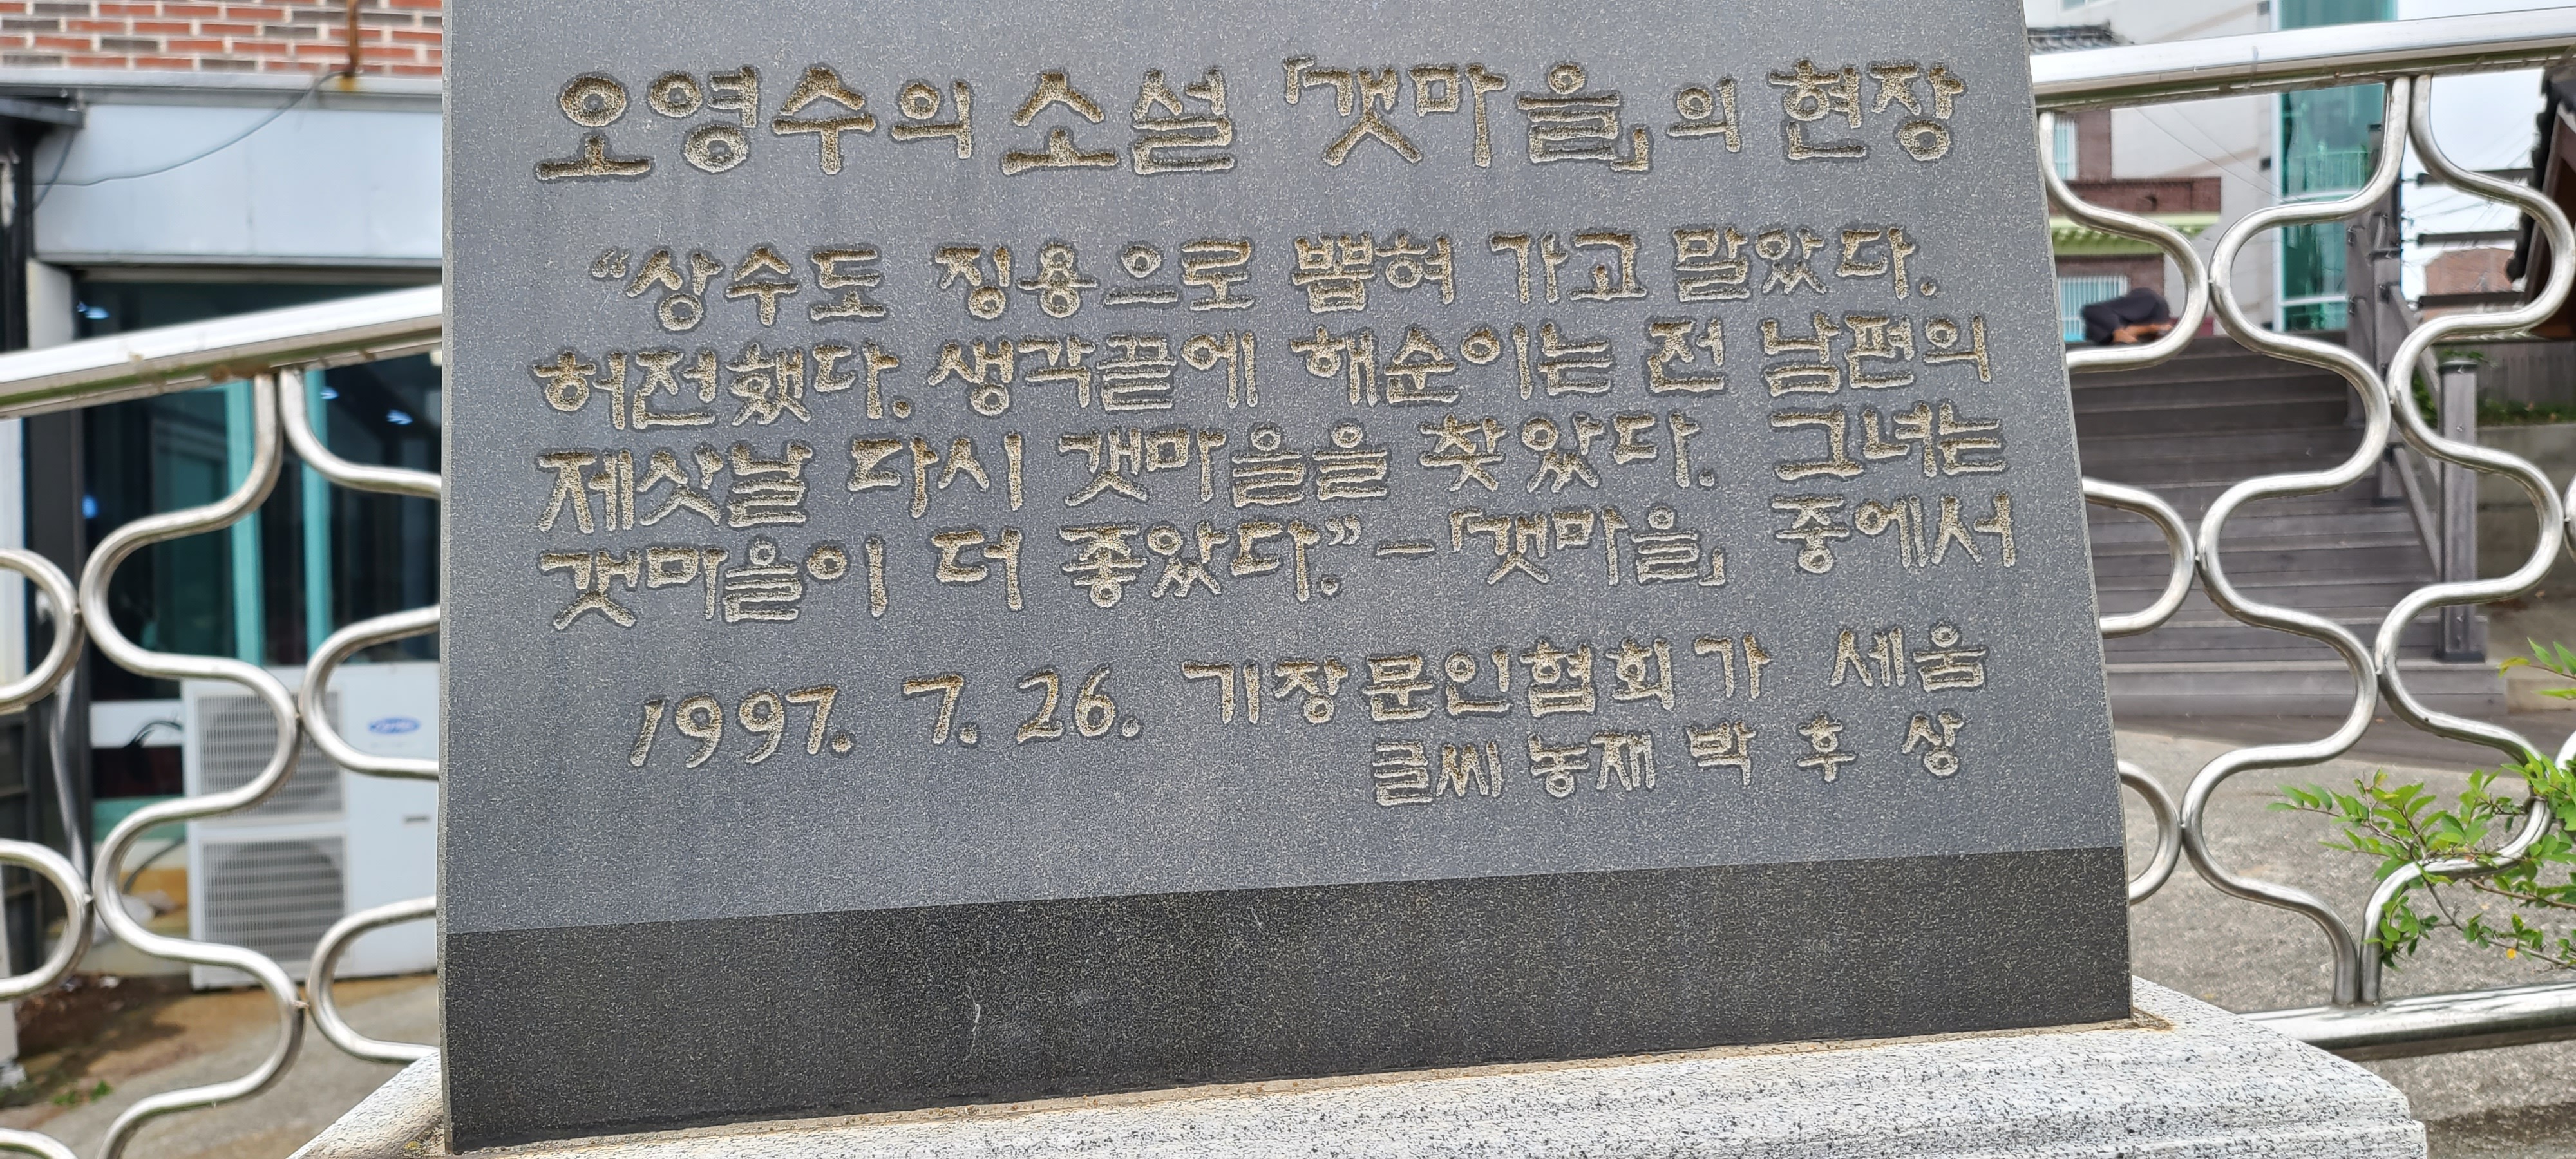 오영수의 소설 「갯마을」의 현장
“상수도 징용으로 뽑혀 가고 말았다.
허전했다. 생각끝에 해순이는 전 남편의
제삿날 다시 갯마을을 찾았다. 그녀는
갯마을이 더 좋았다.”-「갯마을」 중에서
1997. 7. 26. 기장문인협회가 세움
글씨 농재 박 후 상